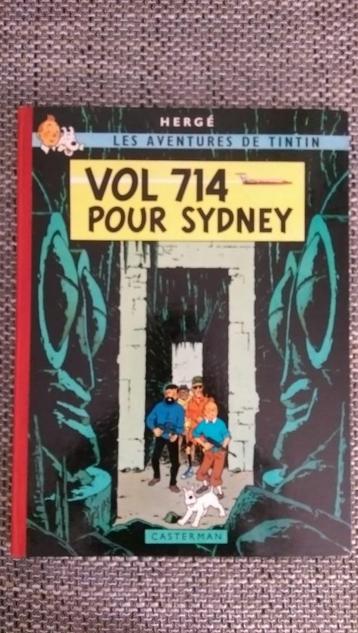 HERGÉ
LES AVENTURES DE TINTIN
VOL 714
POUR SYDNEY
CASTERMAN